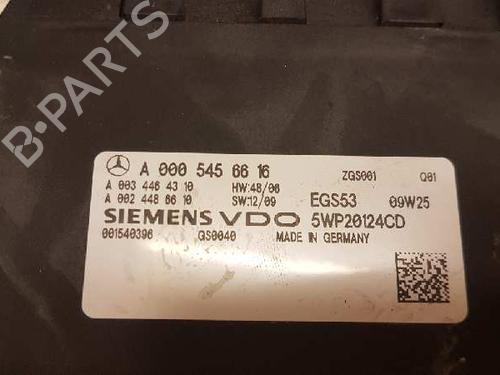 A 000 545 66 16
ZGS001 Q01
A 003 446 43 10 HW:48/06
A 002 448 66 10 SW:12/09 EGS53 09W25
SIEMENS VDO 5WP20124CD
001540396 GS0040 MADE IN GERMANY
B-PARTS